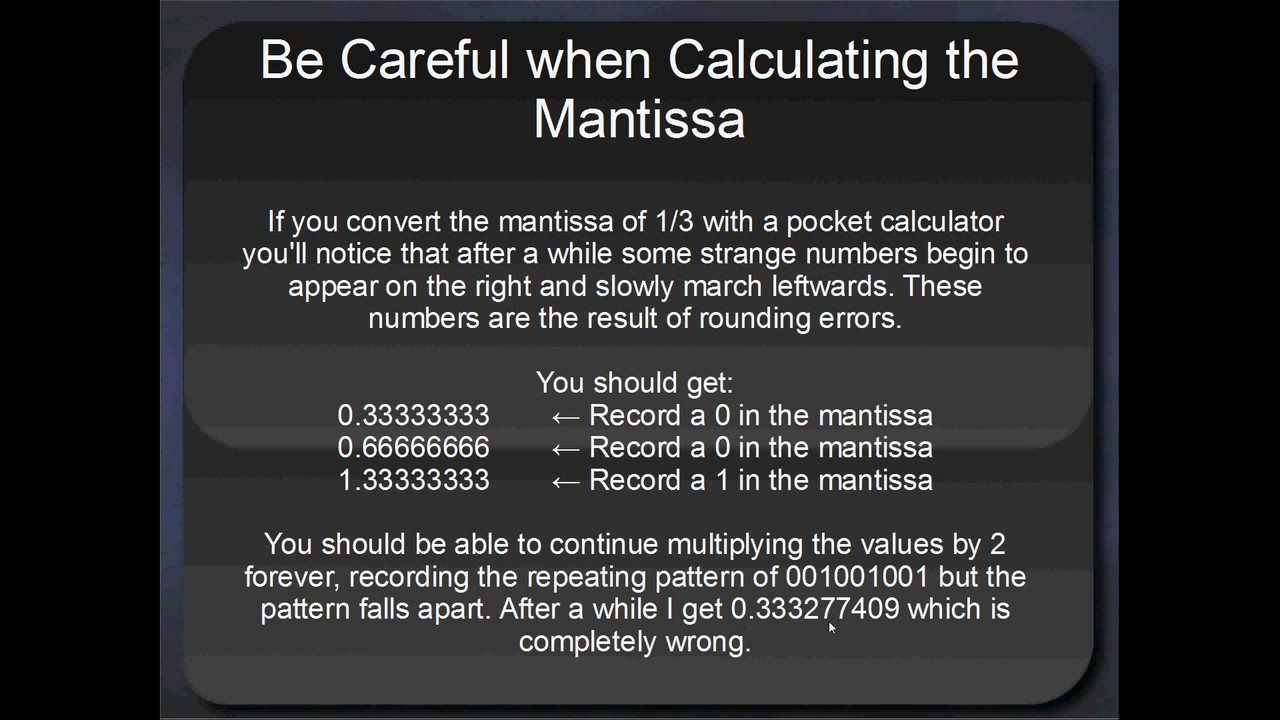 Be Careful when Calculating the
Mantissa
If you convert the mantissa of 1/3 with a pocket calculator
you'll notice that after a while some strange numbers begin to
appear on the right and slowly march leftwards. These
numbers are the result of rounding errors.
You should get:
0.33333333 ← Record a 0 in the mantissa
0.66666666 ← Record a 0 in the mantissa
1.33333333 ← Record a 1 in the mantissa
You should be able to continue multiplying the values by 2
forever, recording the repeating pattern of 001001001 but the
pattern falls apart. After a while I get 0.333277409 which is
completely wrong.